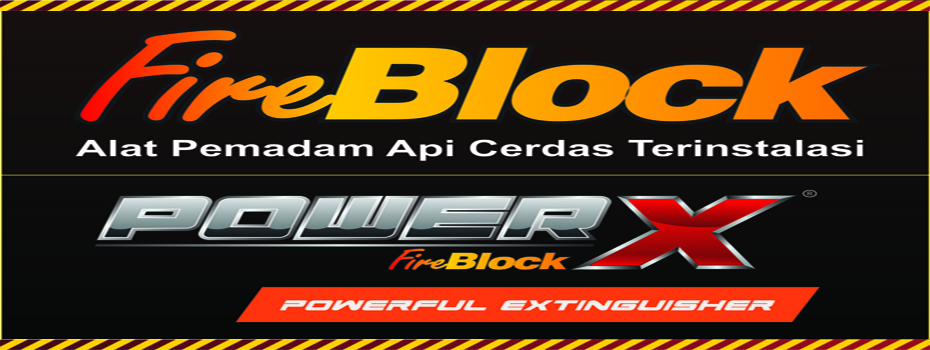 FireBlock
Alat Pemadam Api Cerdas Terinstalasi
POWER X ®
FireBlock
POWERFUL EXTINGUISHER